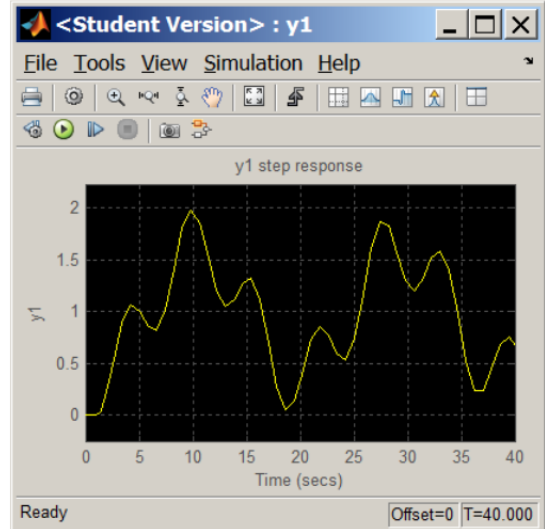 <Student Version> : y1
File Tools View Simulation Help
y1 step response
2
1.5
1
0.5
0
y1
0 5 10 15 20 25 30 35 40
Time (secs)
Ready Offset=0 T=40.000